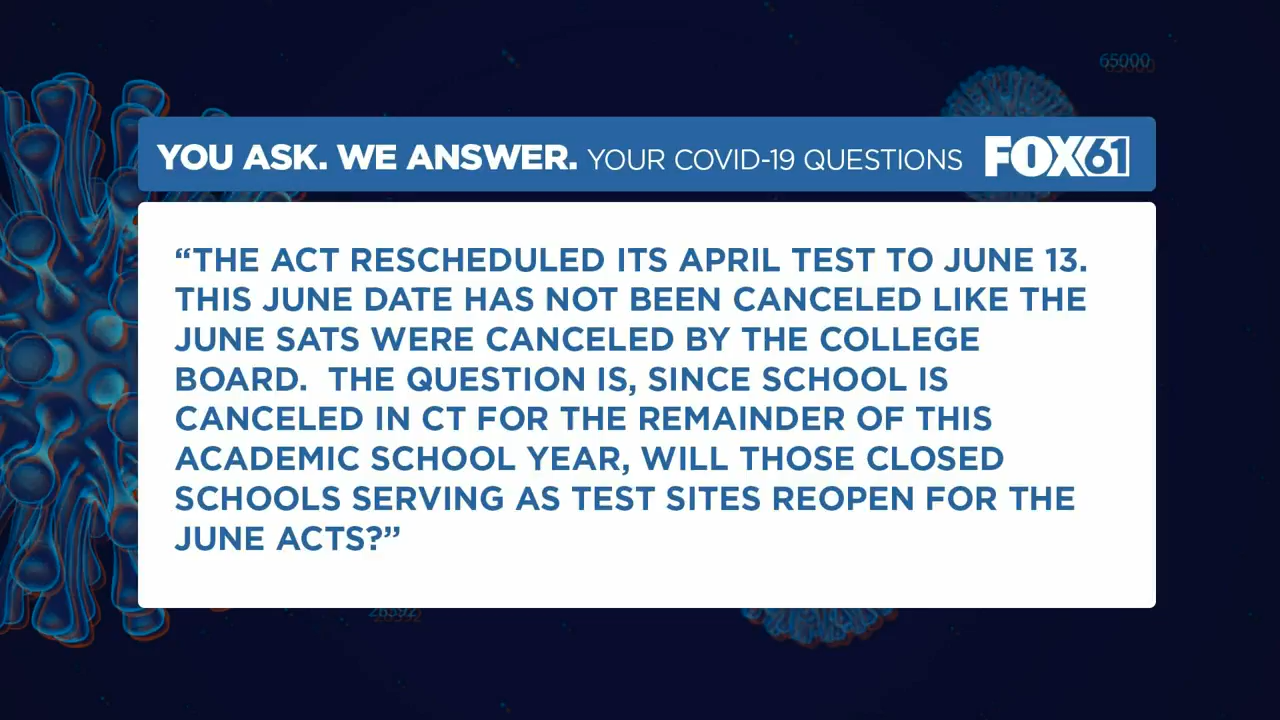 65000
YOU ASK. WE ANSWER. YOUR COVID-19 QUESTIONS FOX61
“THE ACT RESCHEDULED ITS APRIL TEST TO JUNE 13.
THIS JUNE DATE HAS NOT BEEN CANCELED LIKE THE
JUNE SATS WERE CANCELED BY THE COLLEGE
BOARD.  THE QUESTION IS, SINCE SCHOOL IS
CANCELED IN CT FOR THE REMAINDER OF THIS
ACADEMIC SCHOOL YEAR, WILL THOSE CLOSED
SCHOOLS SERVING AS TEST SITES REOPEN FOR THE
JUNE ACTS?”